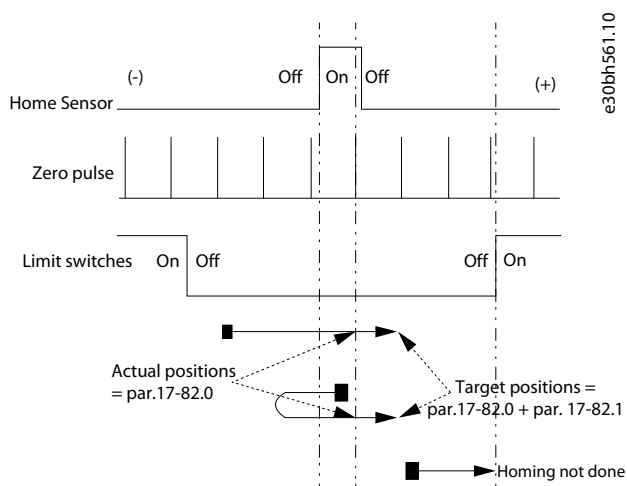 e30bh561.10
(-)
Off On Off
(+)
Home Sensor
Zero pulse
Limit switches
On Off
Off On
Actual positions
= par.17-82.0
Target positions =
par.17-82.0 + par. 17-82.1
Homing not done